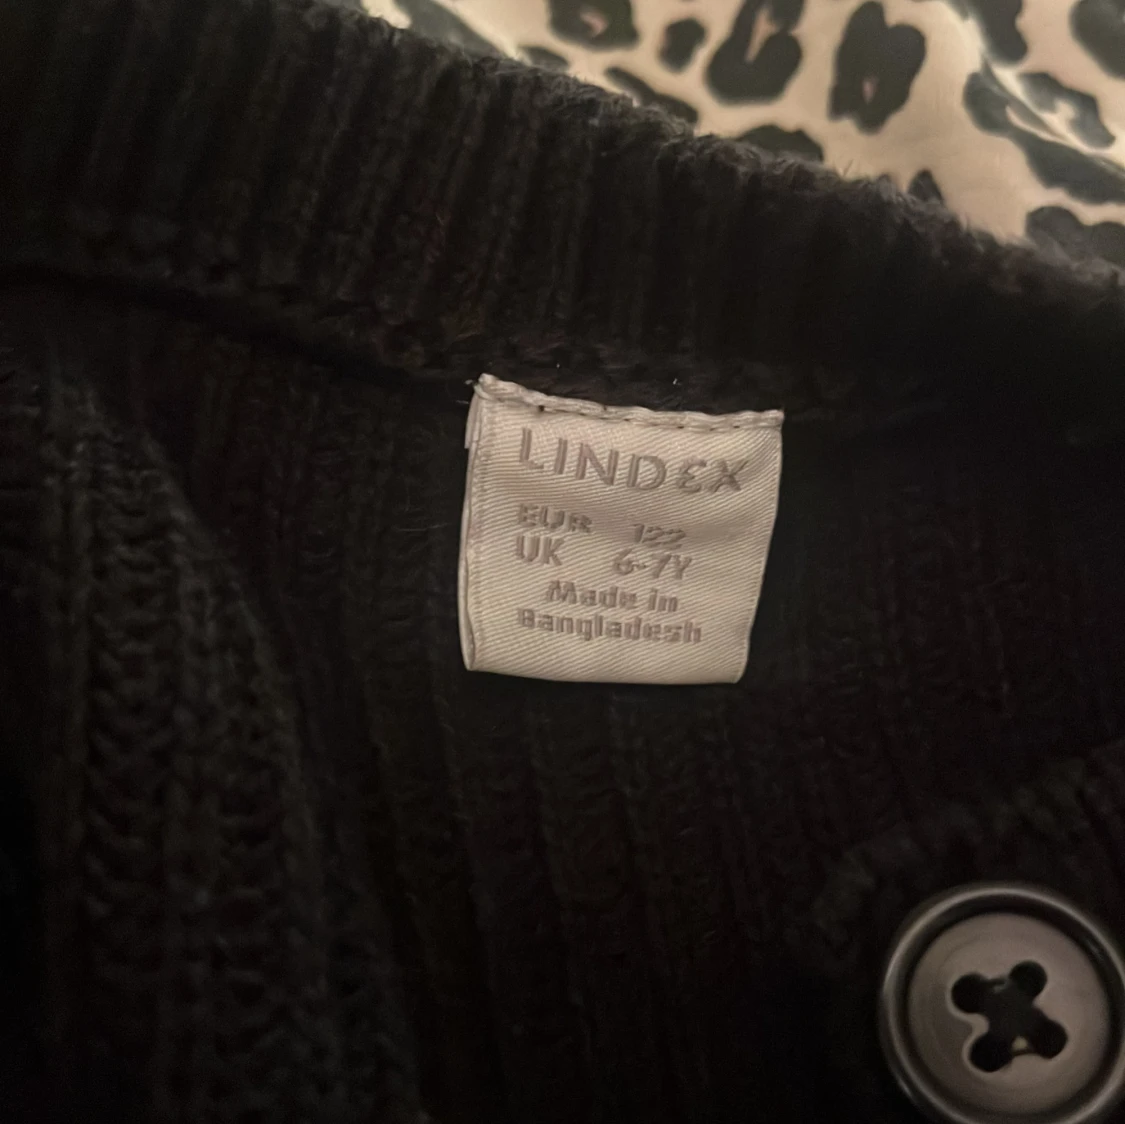 LINDEX
EUR 122
UK 6-7Y
Made in
Bangladesh